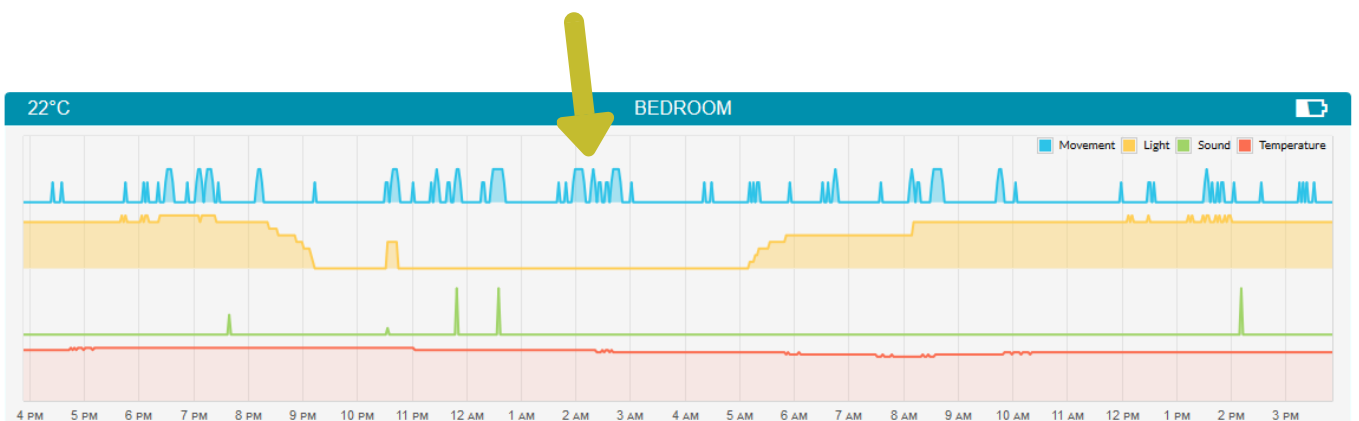 22°C BEDROOM
Movement Light Sound Temperature
4 PM 5 PM 6 PM 7 PM 8 PM 9 PM 10 PM 11 PM 12 AM 1 AM 2 AM 3 AM 4 AM 5 AM 6 AM 7 AM 8 AM 9 AM 10 AM 11 AM 12 PM 1 PM 2 PM 3 PM